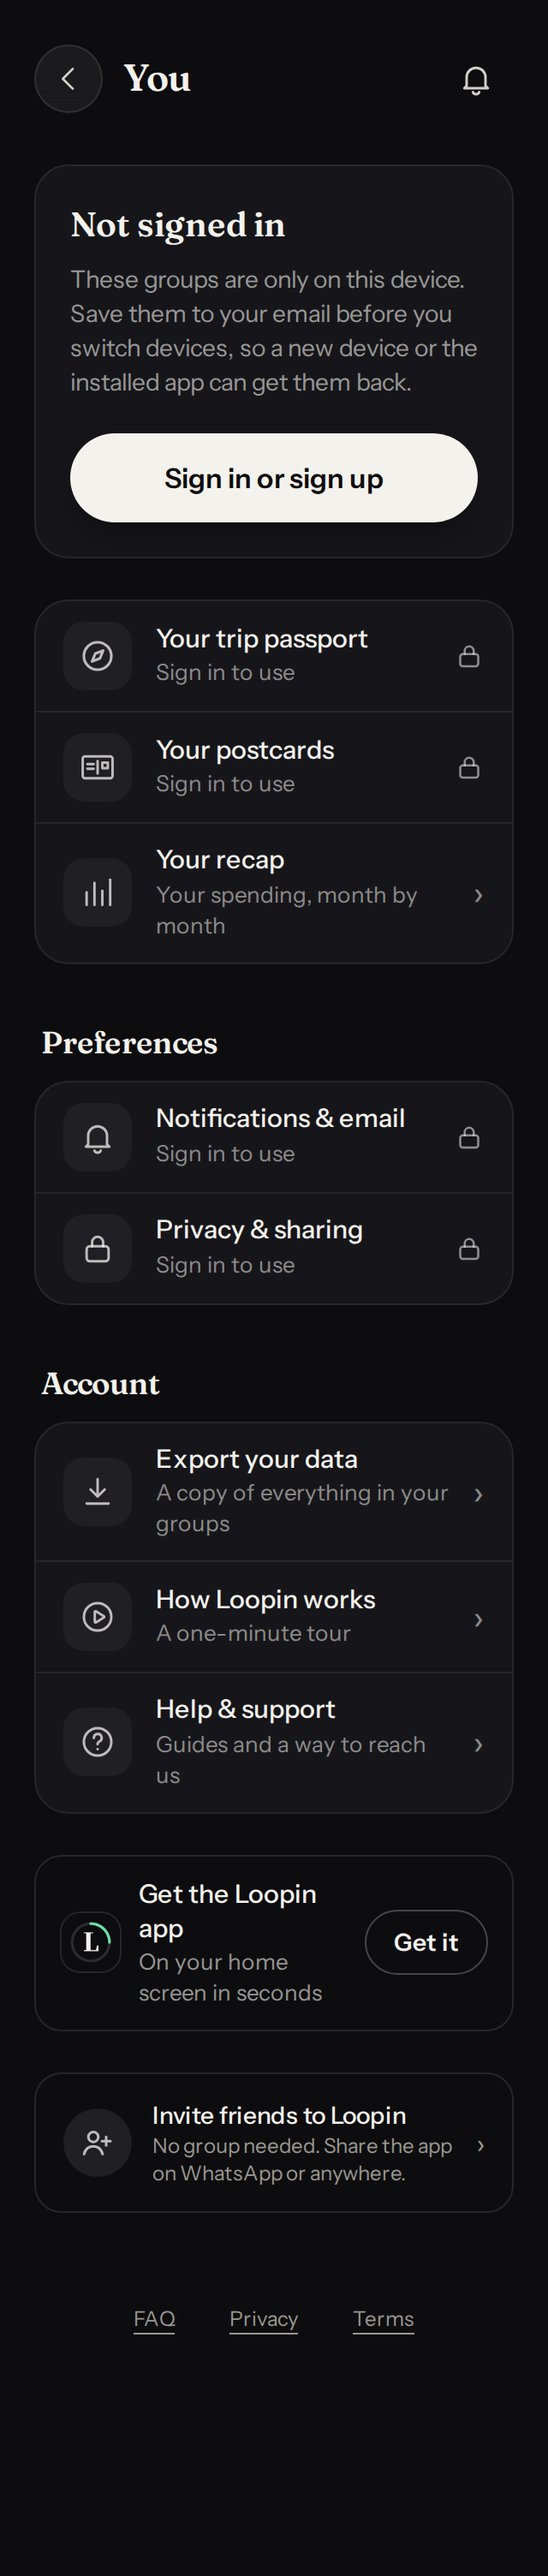 You
Not signed in
These groups are only on this device.
Save them to your email before you
switch devices, so a new device or the
installed app can get them back.
Sign in or sign up
Your trip passport
Sign in to use
Your postcards
Sign in to use
Your recap
Your spending, month by
month
Preferences
Notifications & email
Sign in to use
Privacy & sharing
Sign in to use
Account
Export your data
A copy of everything in your
groups
How Loopin works
A one-minute tour
Help & support
Guides and a way to reach
us
L
Get the Loopin
app
On your home
screen in seconds
Get it
Invite friends to Loopin
No group needed. Share the app
on WhatsApp or anywhere.
FAQ Privacy Terms